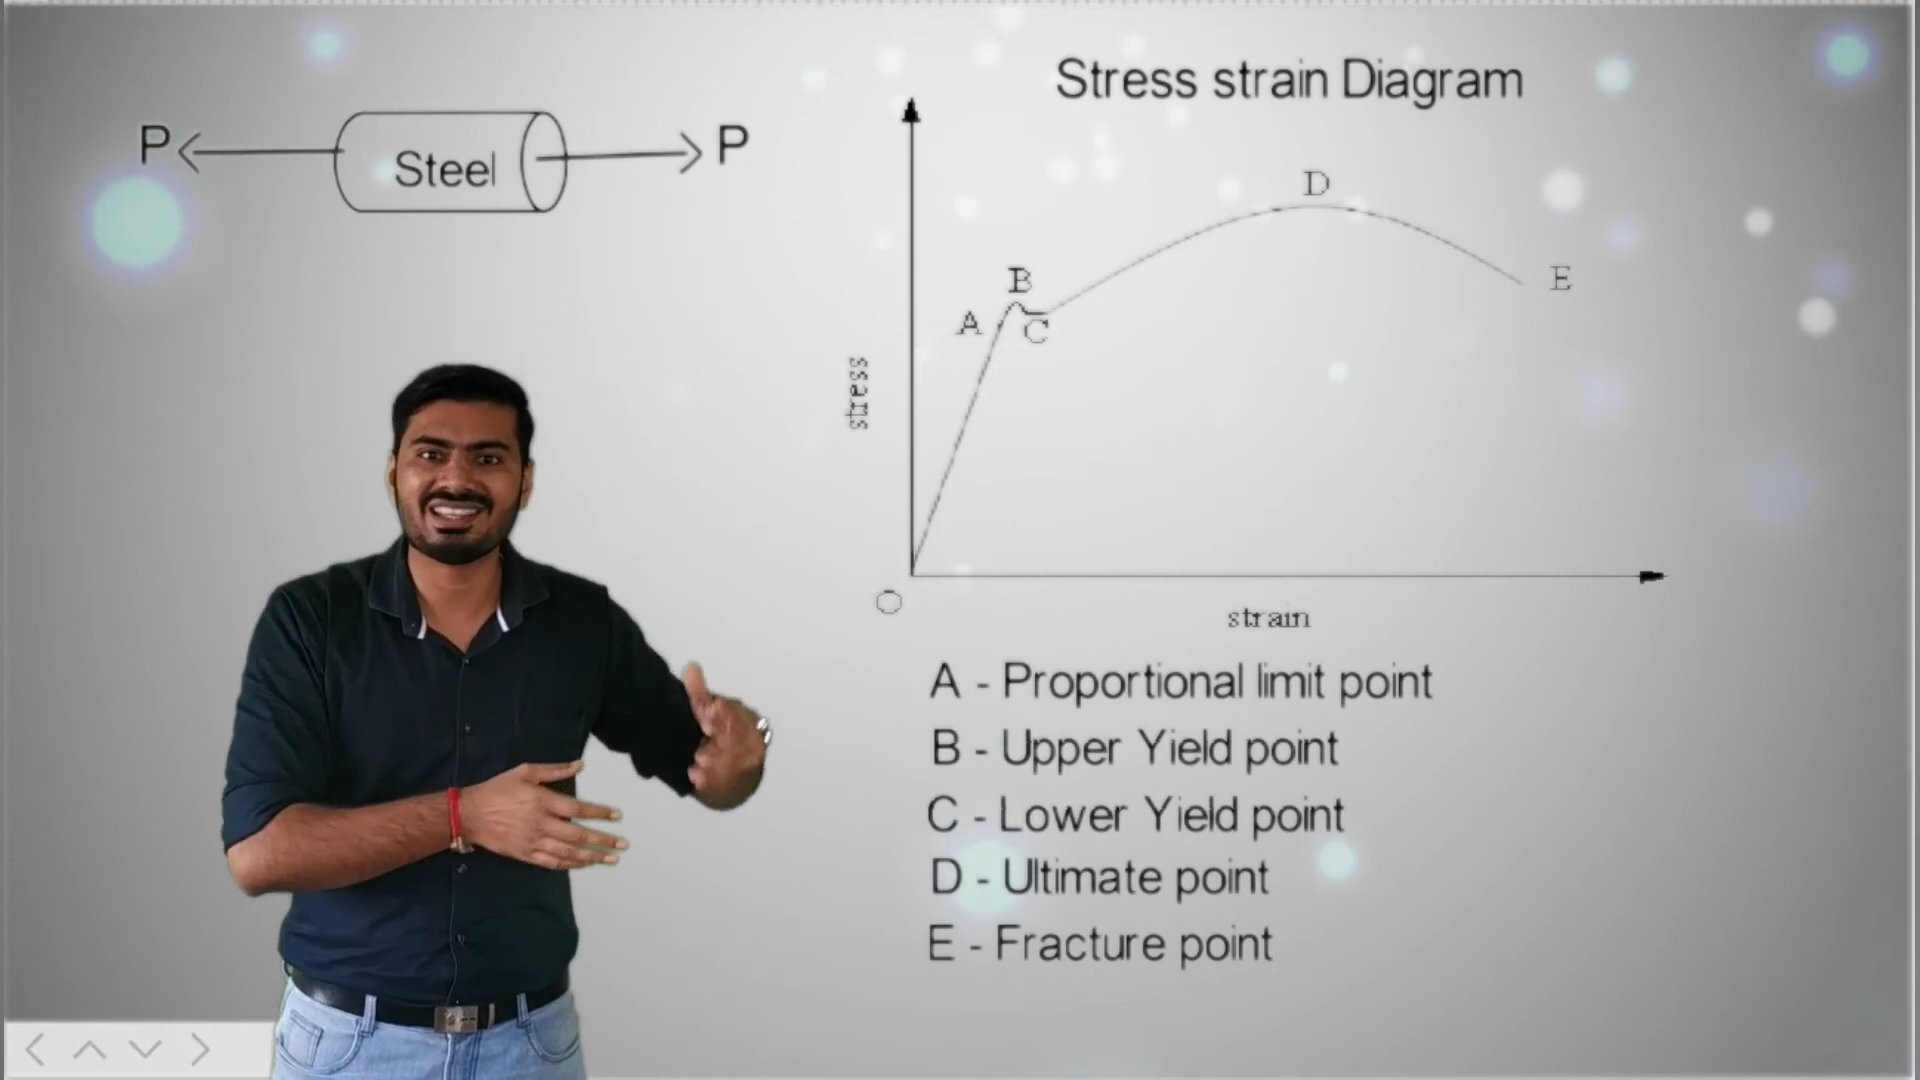 Stress strain Diagram
P
Steel
P
D
B
E
A
C
stress
O
strain
A - Proportional limit point
B - Upper Yield point
C - Lower Yield point
D - Ultimate point
E - Fracture point